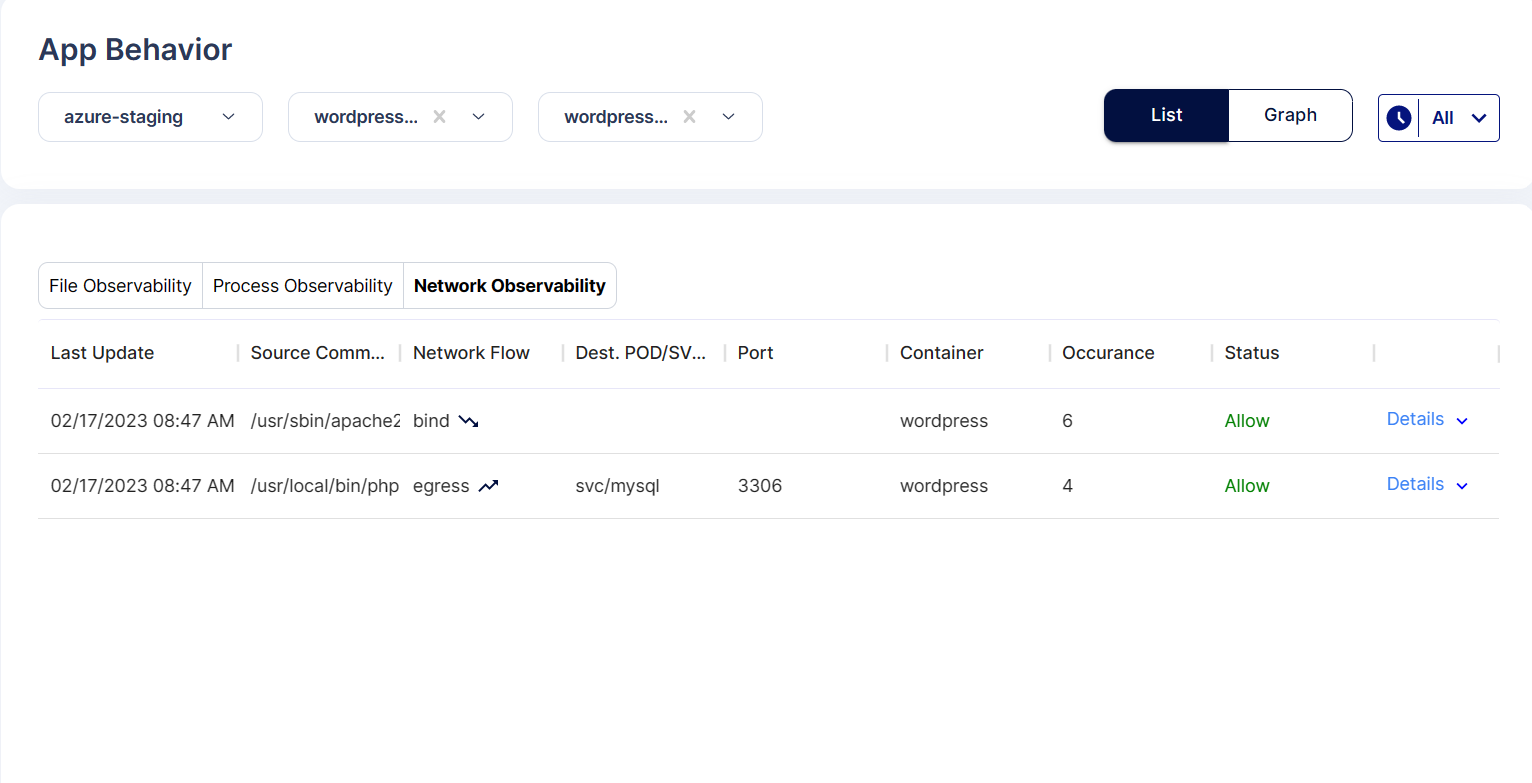 App Behavior
azure-staging wordpress... wordpress... List Graph All
File Observability Process Observability Network Observability
Last Update Source Comm... Network Flow Dest. POD/SV... Port Container Occurance Status
02/17/2023 08:47 AM /usr/sbin/apache2 bind wordpress 6 Allow Details
02/17/2023 08:47 AM /usr/local/bin/php egress svc/mysql 3306 wordpress 4 Allow Details